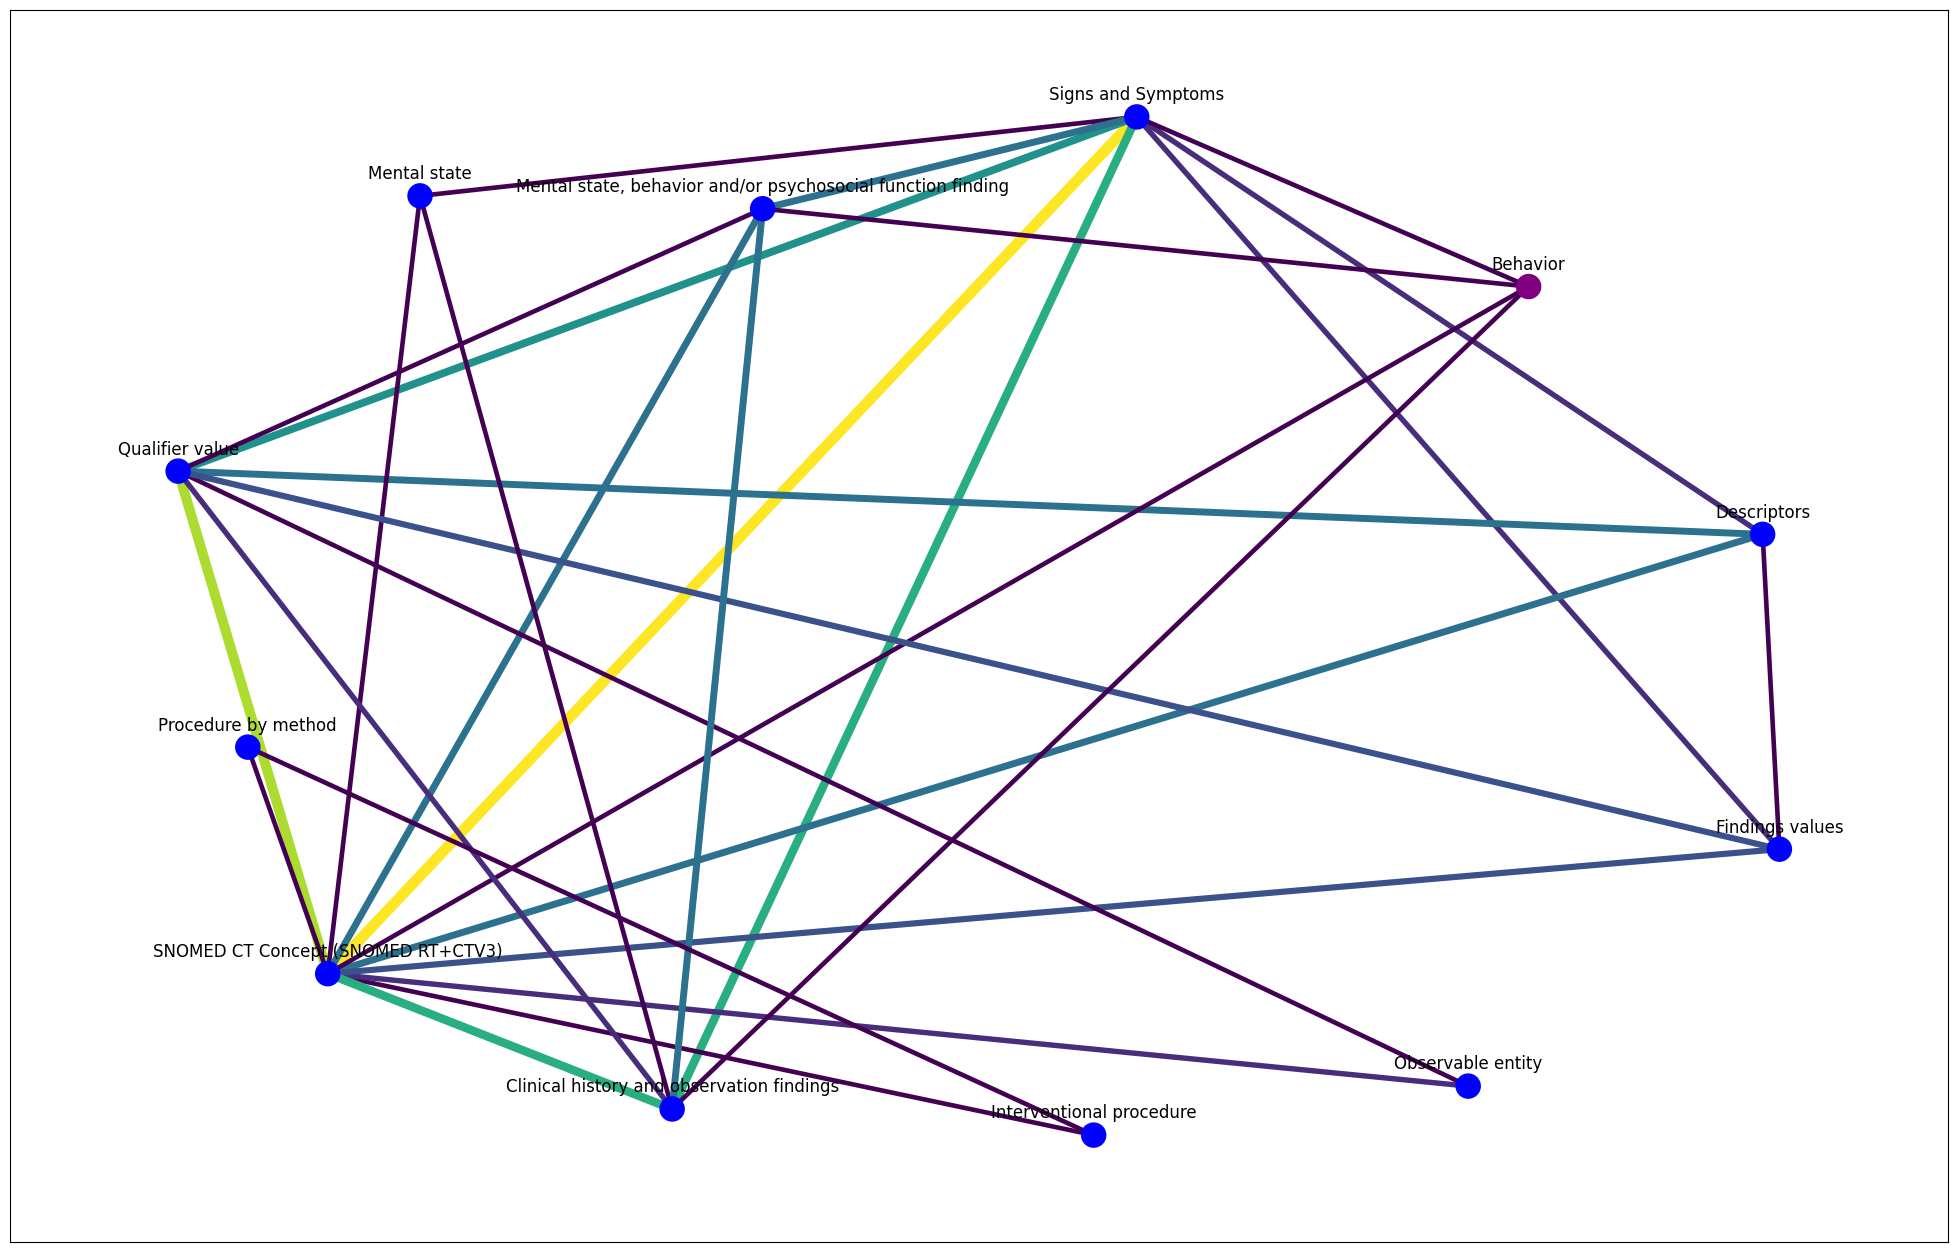 Signs and Symptoms
Mental state
Mental state, behavior and/or psychosocial function finding
Behavior
Qualifier value
Descriptors
Procedure by method
Findings values
SNOMED CT Concept (SNOMED RT+CTV3)
Observable entity
Clinical history and observation findings
Interventional procedure